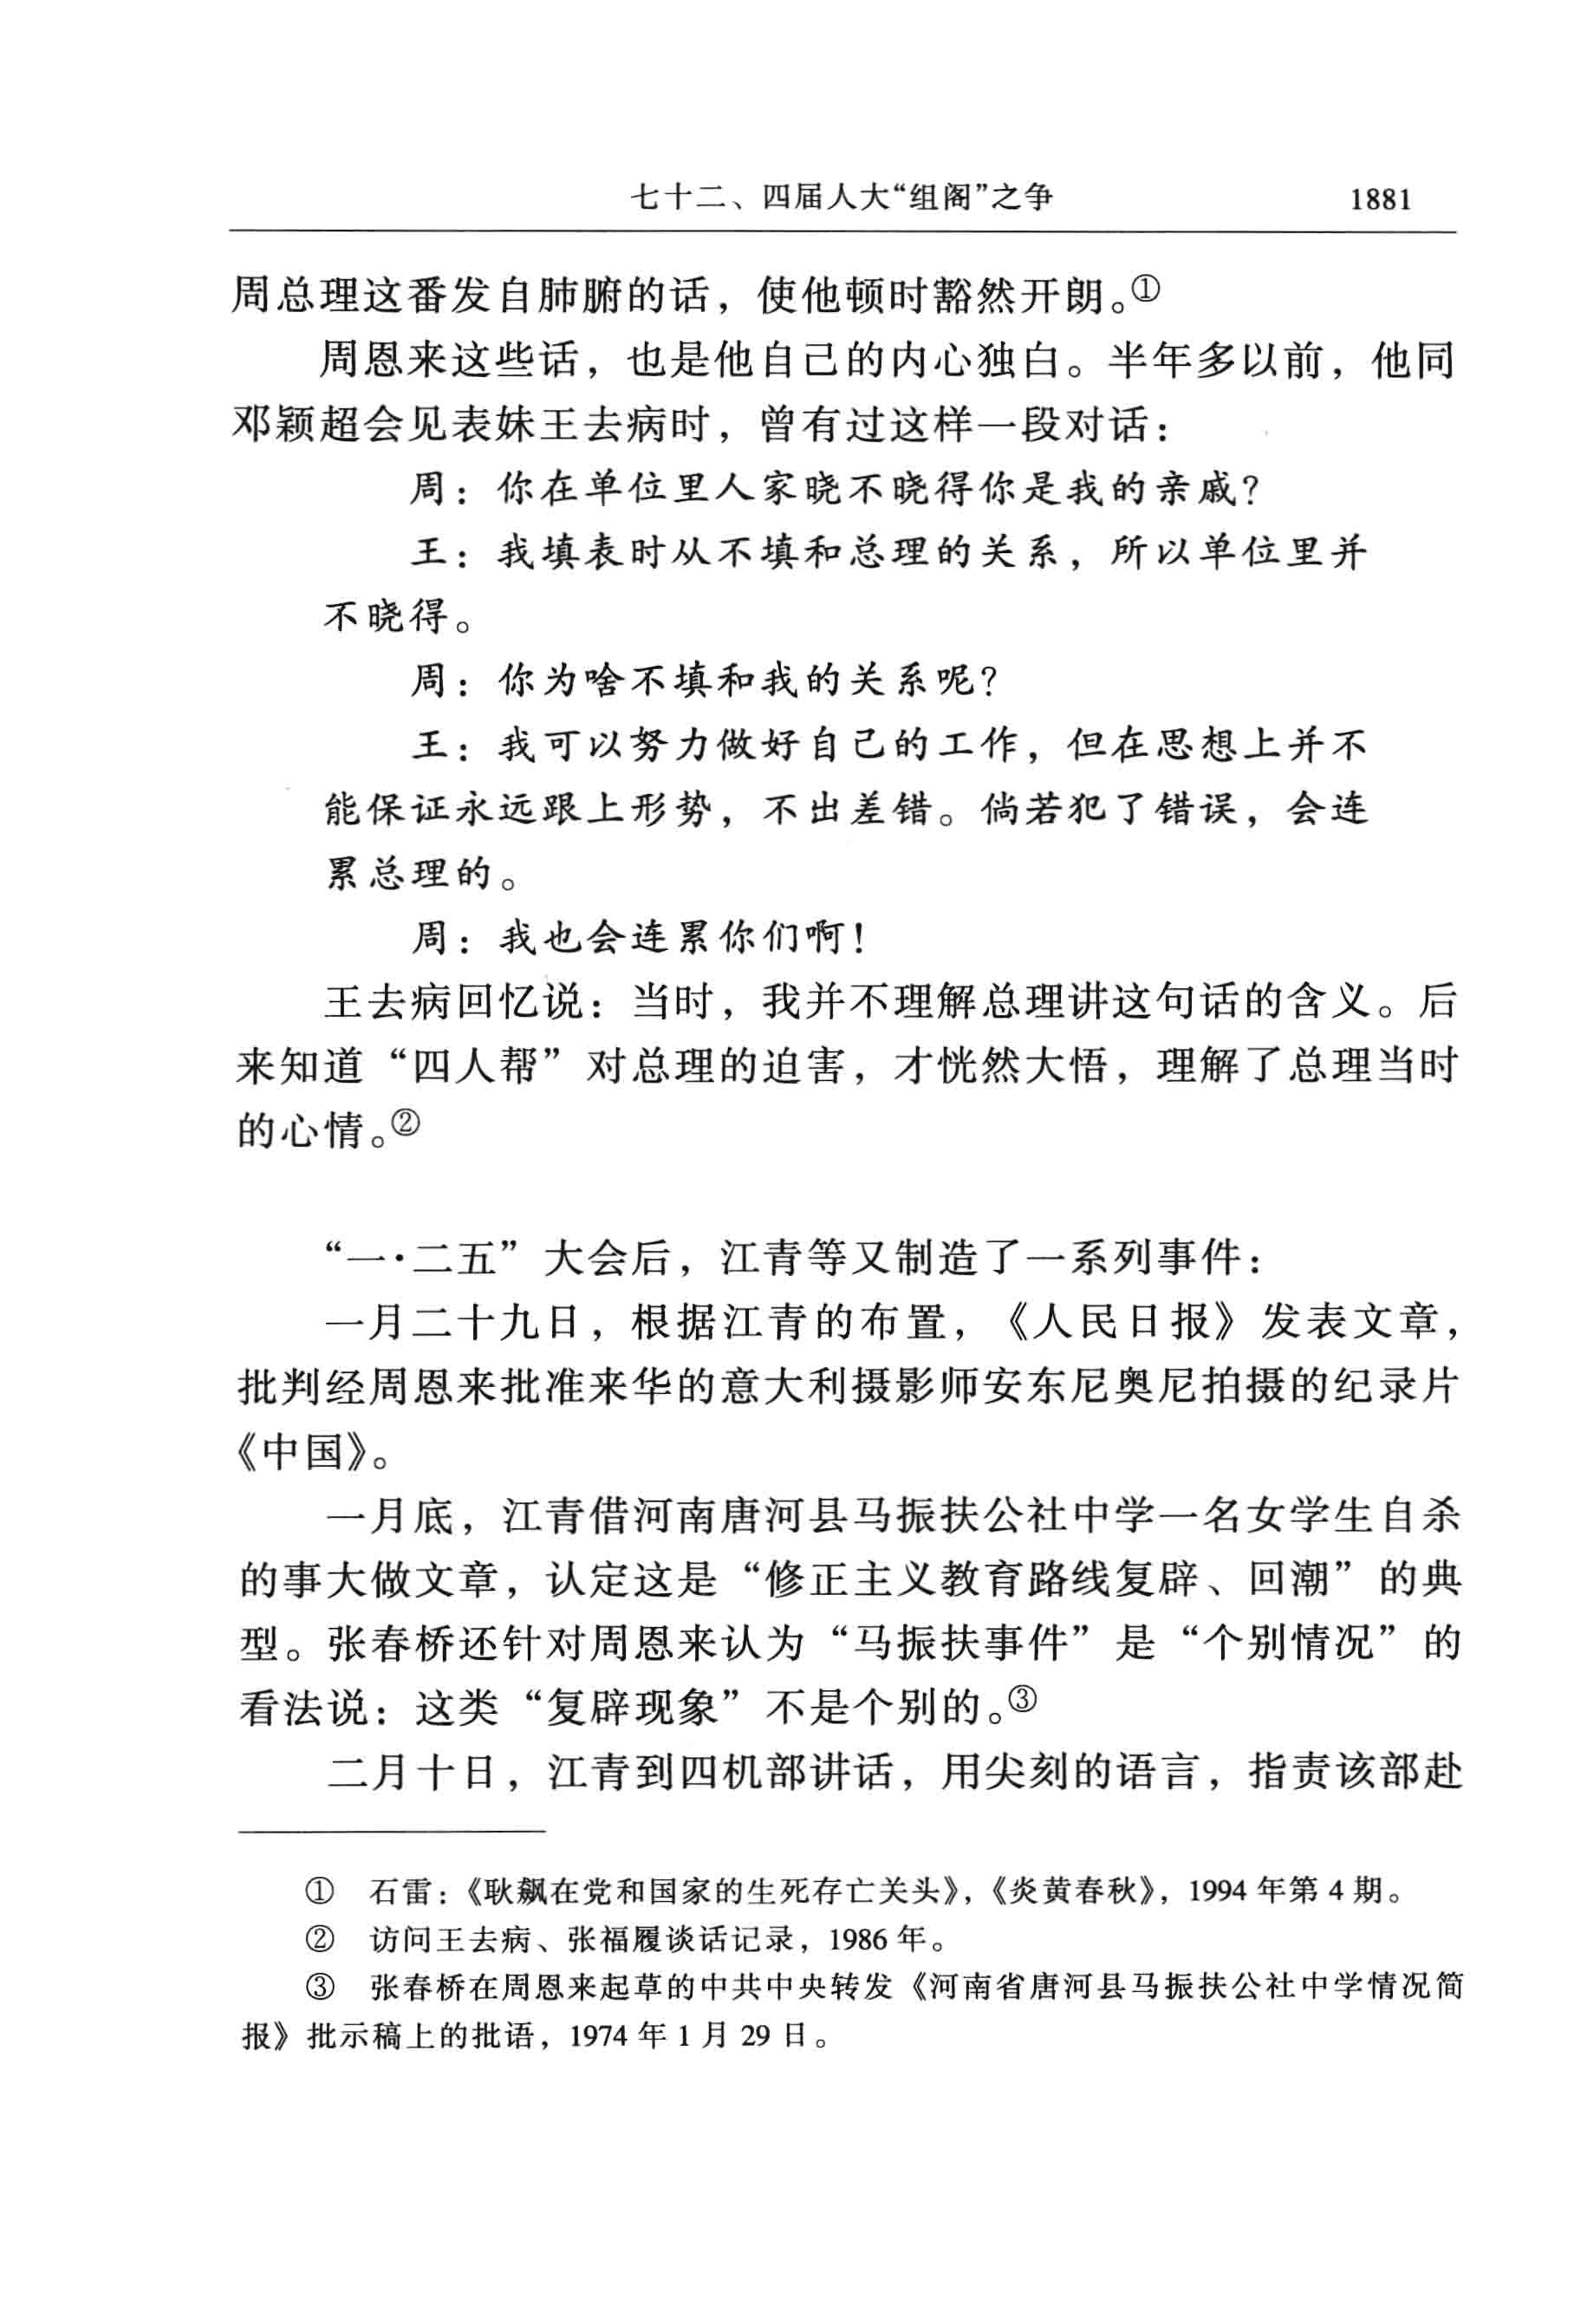 七十二、四届人大“组阁”之争 1881
周总理这番发自肺腑的话，使他顿时豁然开朗。①
周恩来这些话，也是他自己的内心独白。半年多以前，他同
邓颖超会见表妹王去病时，曾有过这样一段对话：
周：你在单位里人家晓不晓得你是我的亲戚？
王：我填表时从不填和总理的关系，所以单位里并
不晓得。
周：你为啥不填和我的关系呢？
王：我可以努力做好自己的工作，但在思想上并不
能保证永远跟上形势，不出差错。倘若犯了错误，会连
累总理的。
周：我也会连累你们啊！
王去病回忆说：当时，我并不理解总理讲这句话的含义。后
来知道“四人帮”对总理的迫害，才恍然大悟，理解了总理当时
的心情。②
“一·二五”大会后，江青等又制造了一系列事件：
一月二十九日，根据江青的布置，《人民日报》发表文章，
批判经周恩来批准来华的意大利摄影师安东尼奥尼拍摄的纪录片
《中国》。
一月底，江青借河南唐河县马振扶公社中学一名女学生自杀
的事大做文章，认定这是“修正主义教育路线复辟、回潮”的典
型。张春桥还针对周恩来认为“马振扶事件”是“个别情况”的
看法说：这类“复辟现象”不是个别的。③
二月十日，江青到四机部讲话，用尖刻的语言，指责该部赴
① 石雷：《耿飙在党和国家的生死存亡关头》，《炎黄春秋》，1994 年第 4 期。
② 访问王去病、张福履谈话记录，1986 年。
③ 张春桥在周恩来起草的中共中央转发《河南省唐河县马振扶公社中学情况简
报》批示稿上的批语，1974 年 1 月 29 日。